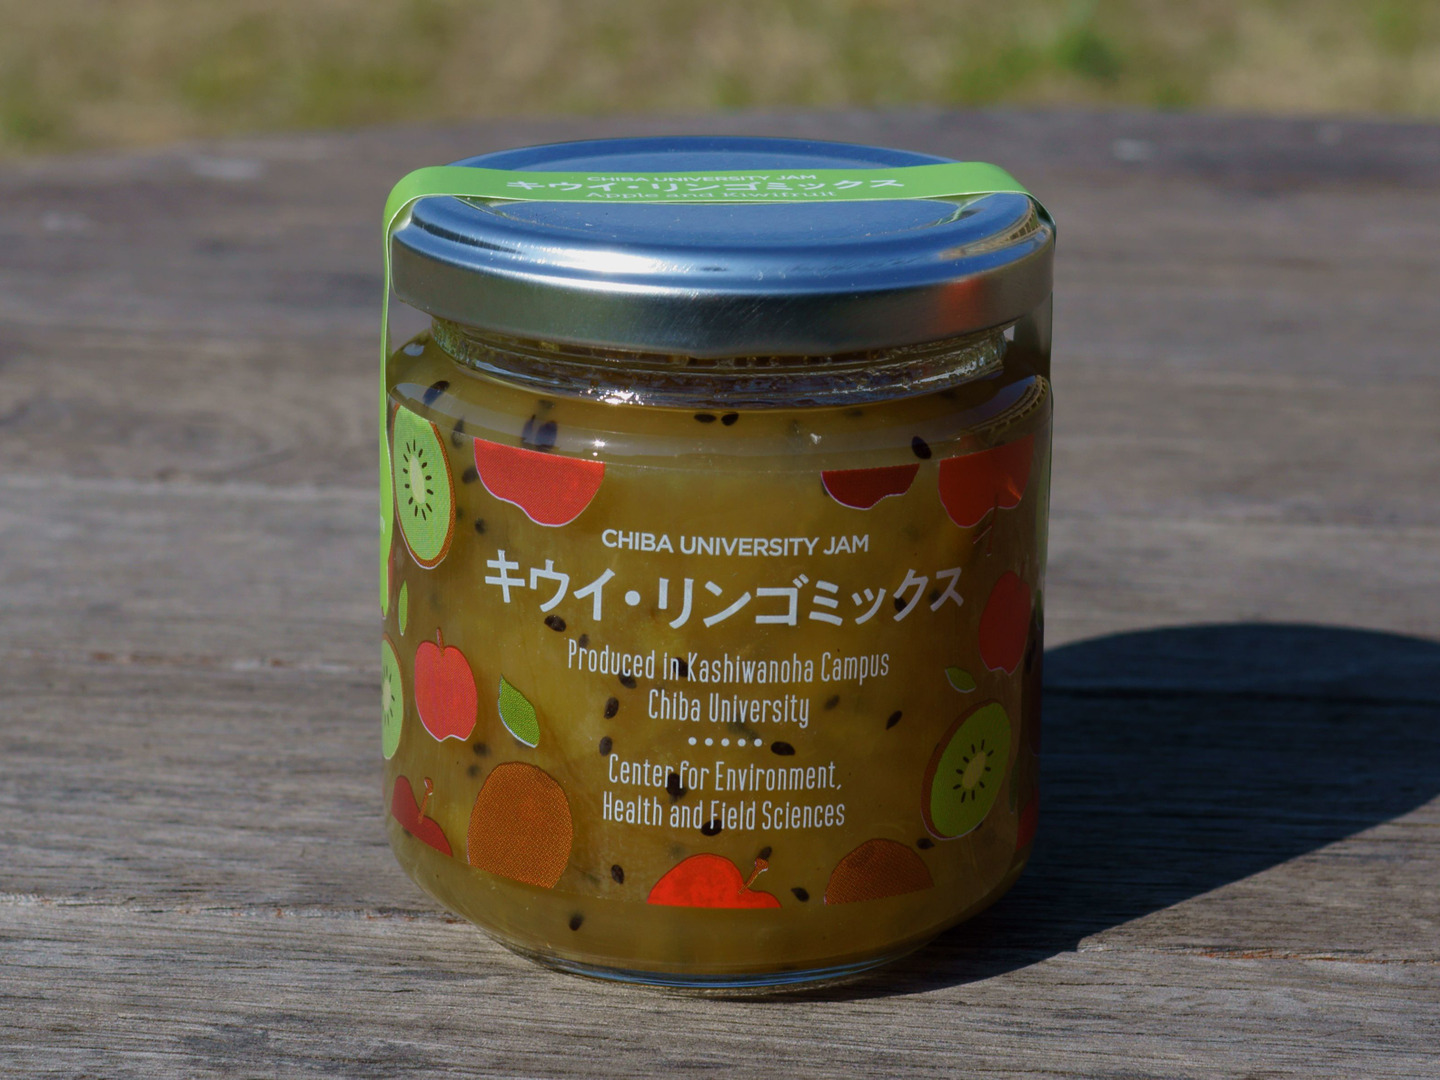 CHIBA UNIVERSITY JAM
キウイ・リンゴミックス
Apple and Kiwifruit
CHIBA UNIVERSITY JAM
キウイ・リンゴミックス
Produced in Kashiwanoha Campus
Chiba University
Center for Environment,
Health and Field Sciences